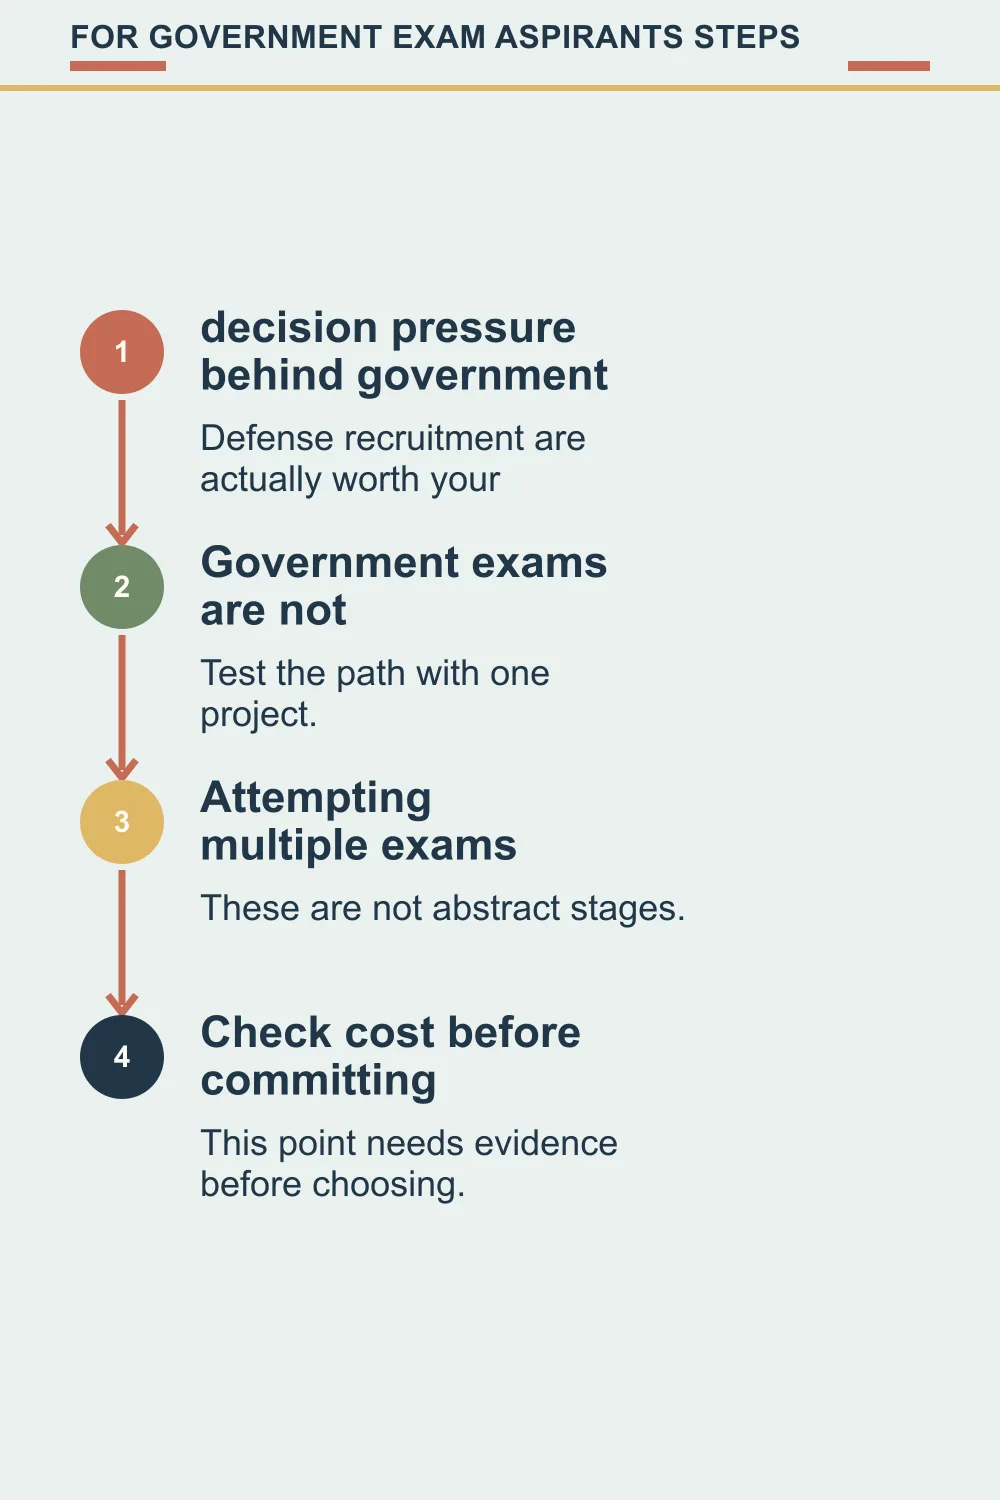 FOR GOVERNMENT EXAM ASPIRANTS STEPS
1
decision pressure
behind government
Defense recruitment are
actually worth your
2
Government exams
are not
Test the path with one
project.
3
Attempting
multiple exams
These are not abstract stages.
4
Check cost before
committing
This point needs evidence
before choosing.